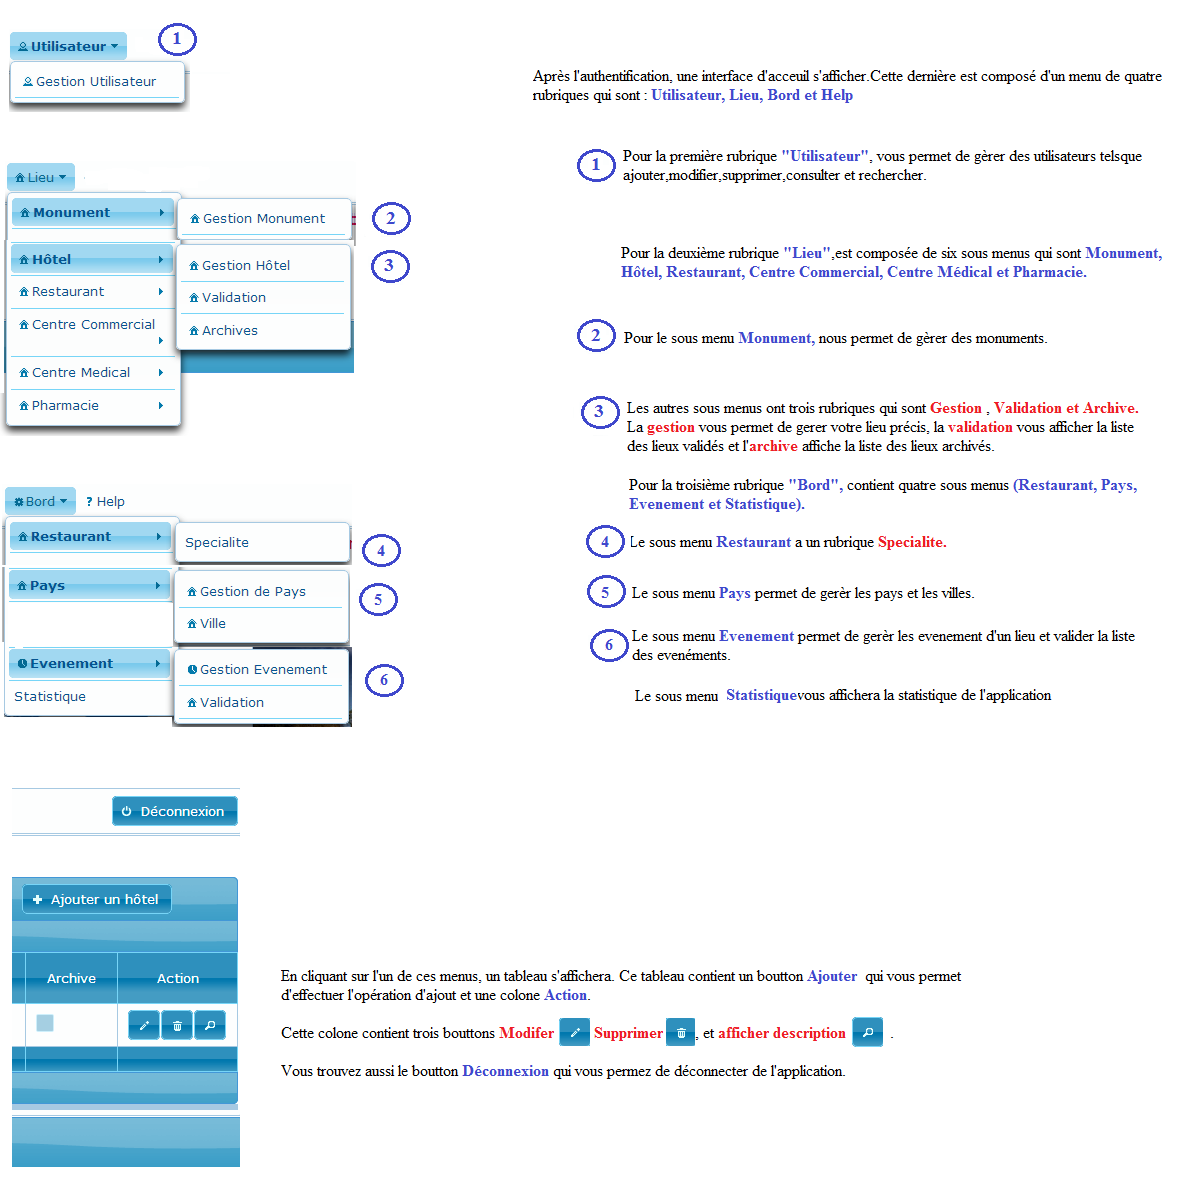 Utilisateur
1
Gestion Utilisateur
Après l'authentification, une interface d'acceuil s'afficher.Cette dernière est composé d'un menu de quatre
rubriques qui sont : Utilisateur, Lieu, Bord et Help
1
Pour la première rubrique "Utilisateur", vous permet de gèrer des utilisateurs telsque
ajouter,modifier,supprimer,consulter et rechercher.
Lieu
Monument
Gestion Monument
2
Hôtel
Gestion Hôtel
3
Restaurant
Validation
Centre Commercial
Archives
Centre Medical
Pharmacie
Pour la deuxième rubrique "Lieu",est composée de six sous menus qui sont Monument,
Hôtel, Restaurant, Centre Commercial, Centre Médical et Pharmacie.
2
Pour le sous menu Monument, nous permet de gèrer des monuments.
3
Les autres sous menus ont trois rubriques qui sont Gestion , Validation et Archive.
La gestion vous permet de gerer votre lieu précis, la validation vous afficher la liste
des lieux validés et l'archive affiche la liste des lieux archivés.
Pour la troisième rubrique "Bord", contient quatre sous menus (Restaurant, Pays,
Evenement et Statistique).
Bord
? Help
Restaurant
Specialite
4
Pays
Gestion de Pays
5
Ville
Evenement
Gestion Evenement
6
Statistique
Validation
4
Le sous menu Restaurant a un rubrique Specialite.
5
Le sous menu Pays permet de gerèr les pays et les villes.
6
Le sous menu Evenement permet de gerèr les evenement d'un lieu et valider la liste
des evenéments.
Le sous menu Statistiquevous affichera la statistique de l'application
Déconnexion
Ajouter un hôtel
Archive
Action
En cliquant sur l'un de ces menus, un tableau s'affichera. Ce tableau contient un boutton Ajouter qui vous permet
d'effectuer l'opération d'ajout et une colone Action.
Cette colone contient trois bouttons Modifer Supprimer , et afficher description .
Vous trouvez aussi le boutton Déconnexion qui vous permez de déconnecter de l'application.